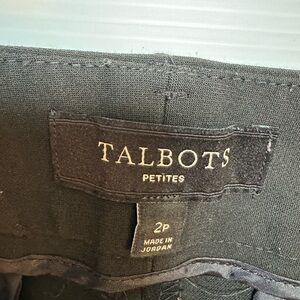 TALBOTS
PETITES
2P
MADE IN
JORDAN